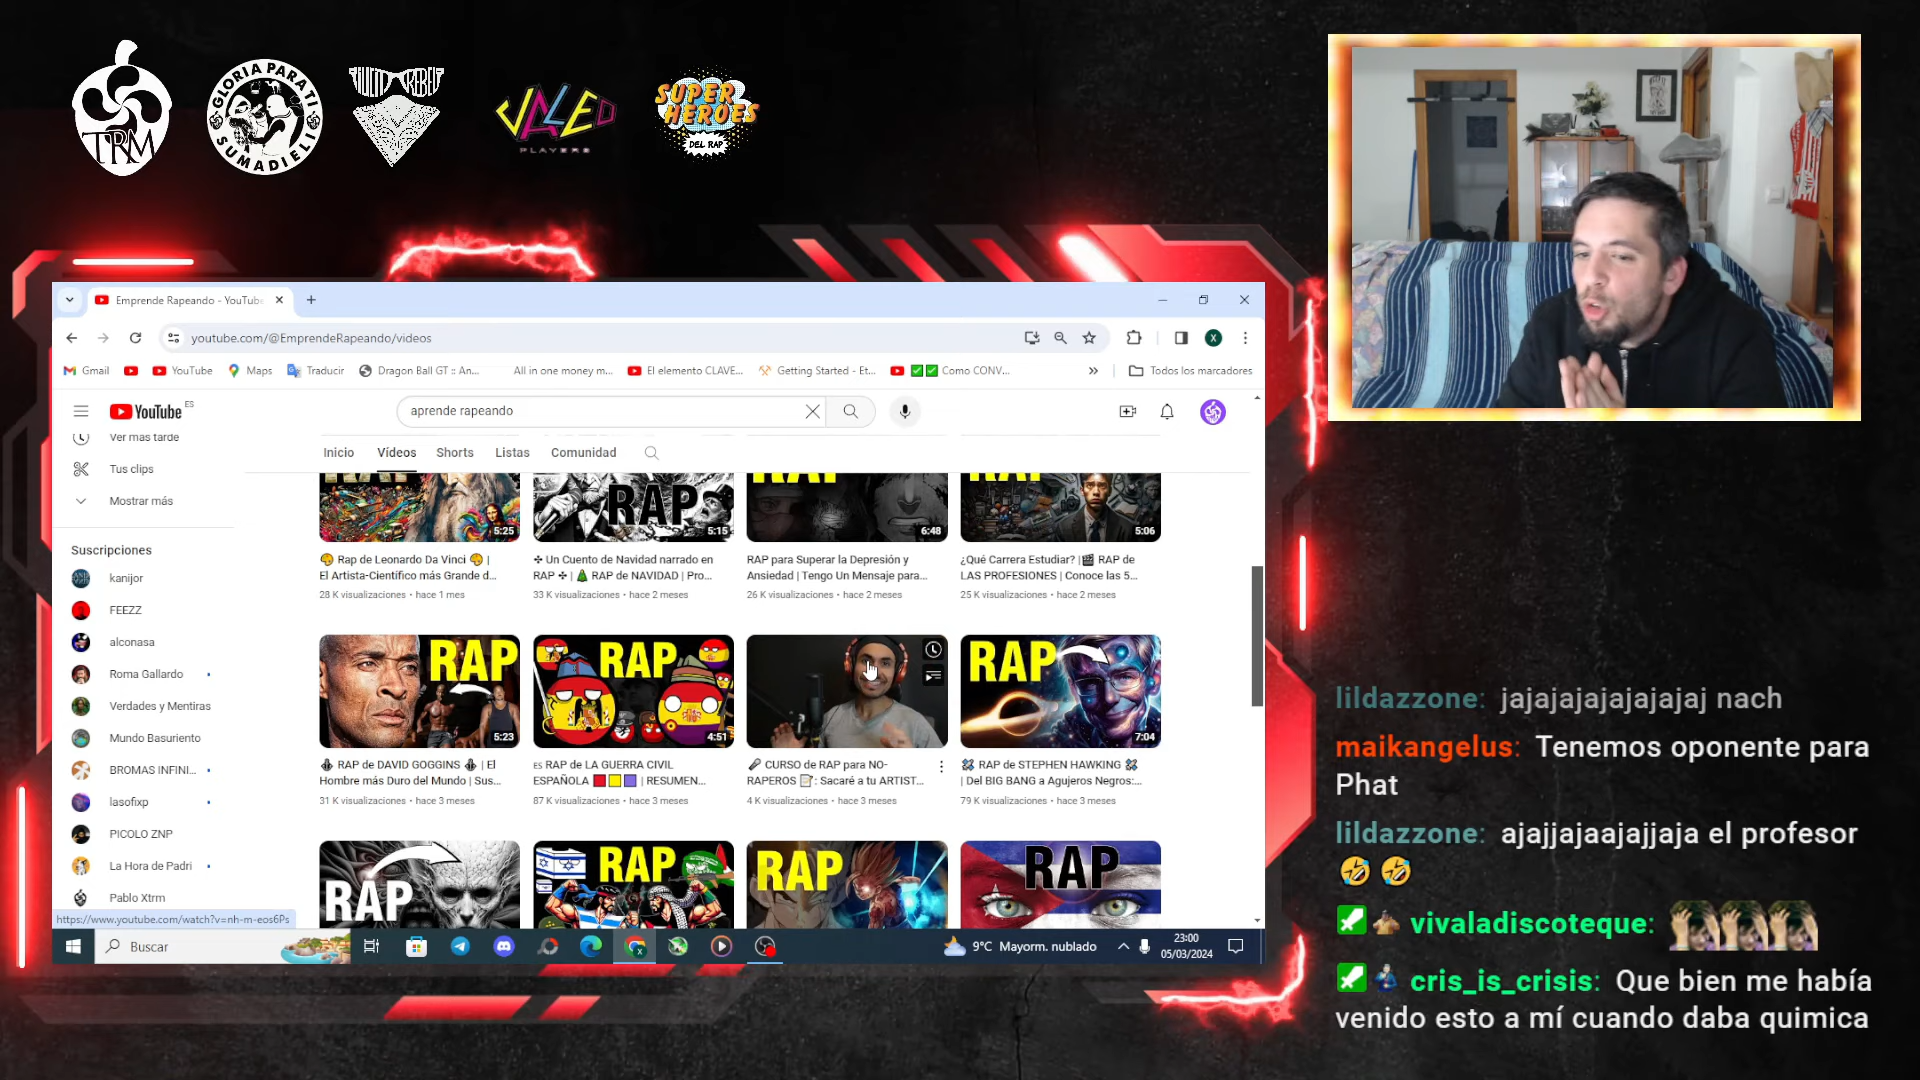 TRM
GLORIA PARATI
SUMADIELI
VALEO
PLAYERS
SUPER
HEROES
DEL RAP
Emprende Rapeando - YouTube
youtube.com/@EmprendeRapeando/videos
Gmail
YouTube
Maps
Traducir
Dragon Ball GT :: An...
All in one money m...
El elemento CLAVE...
Getting Started - Et...
Como CONV...
»
Todos los marcadores
YouTube ES
aprende rapeando
X
Ver más tarde
Tus clips
Mostrar más
Suscripciones
kanijor
FEEZZ
alconasa
Roma Gallardo
Verdades y Mentiras
Mundo Basuriento
BROMAS INFINI...
lasofixp
PICOLO ZNP
La Hora de Padri
Pablo Xtrm
Inicio
Vídeos
Shorts
Listas
Comunidad
RAP
5:25
5:15
6:48
5:06
🎨 Rap de Leonardo Da Vinci 🎨 |
El Artista-Científico más Grande d...
28 K visualizaciones • hace 1 mes
✣ Un Cuento de Navidad narrado en
RAP ✣ | 🎄 RAP de NAVIDAD | Pro...
33 K visualizaciones • hace 2 meses
RAP para Superar la Depresión y
Ansiedad | Tengo Un Mensaje para...
26 K visualizaciones • hace 2 meses
¿Qué Carrera Estudiar? |🎬 RAP de
LAS PROFESIONES | Conoce las 5...
25 K visualizaciones • hace 2 meses
RAP
5:23
RAP
4:51
RAP
7:04
RAP de DAVID GOGGINS | El
Hombre más Duro del Mundo | Sus...
31 K visualizaciones • hace 3 meses
ES RAP de LA GUERRA CIVIL
ESPAÑOLA 🟥🟨🟪 | RESUMEN...
87 K visualizaciones • hace 3 meses
🎤 CURSO de RAP para NO-
RAPEROS 📝: Sacaré a tu ARTIST...
4 K visualizaciones • hace 3 meses
RAP de STEPHEN HAWKING
| Del BIG BANG a Agujeros Negros:...
79 K visualizaciones • hace 3 meses
RAP
RAP
RAP
RAP
https://www.youtube.com/watch?v=nh-m-eos6Ps
Buscar
9°C Mayorm. nublado
23:00
05/03/2024
lildazzone: jajajajajajajaj nach
maikangelus: Tenemos oponente para
Phat
lildazzone: ajajjajaajajjaja el profesor
🤣 🤣
vivaladiscoteque:
cris_is_crisis: Que bien me había
venido esto a mí cuando daba quimica